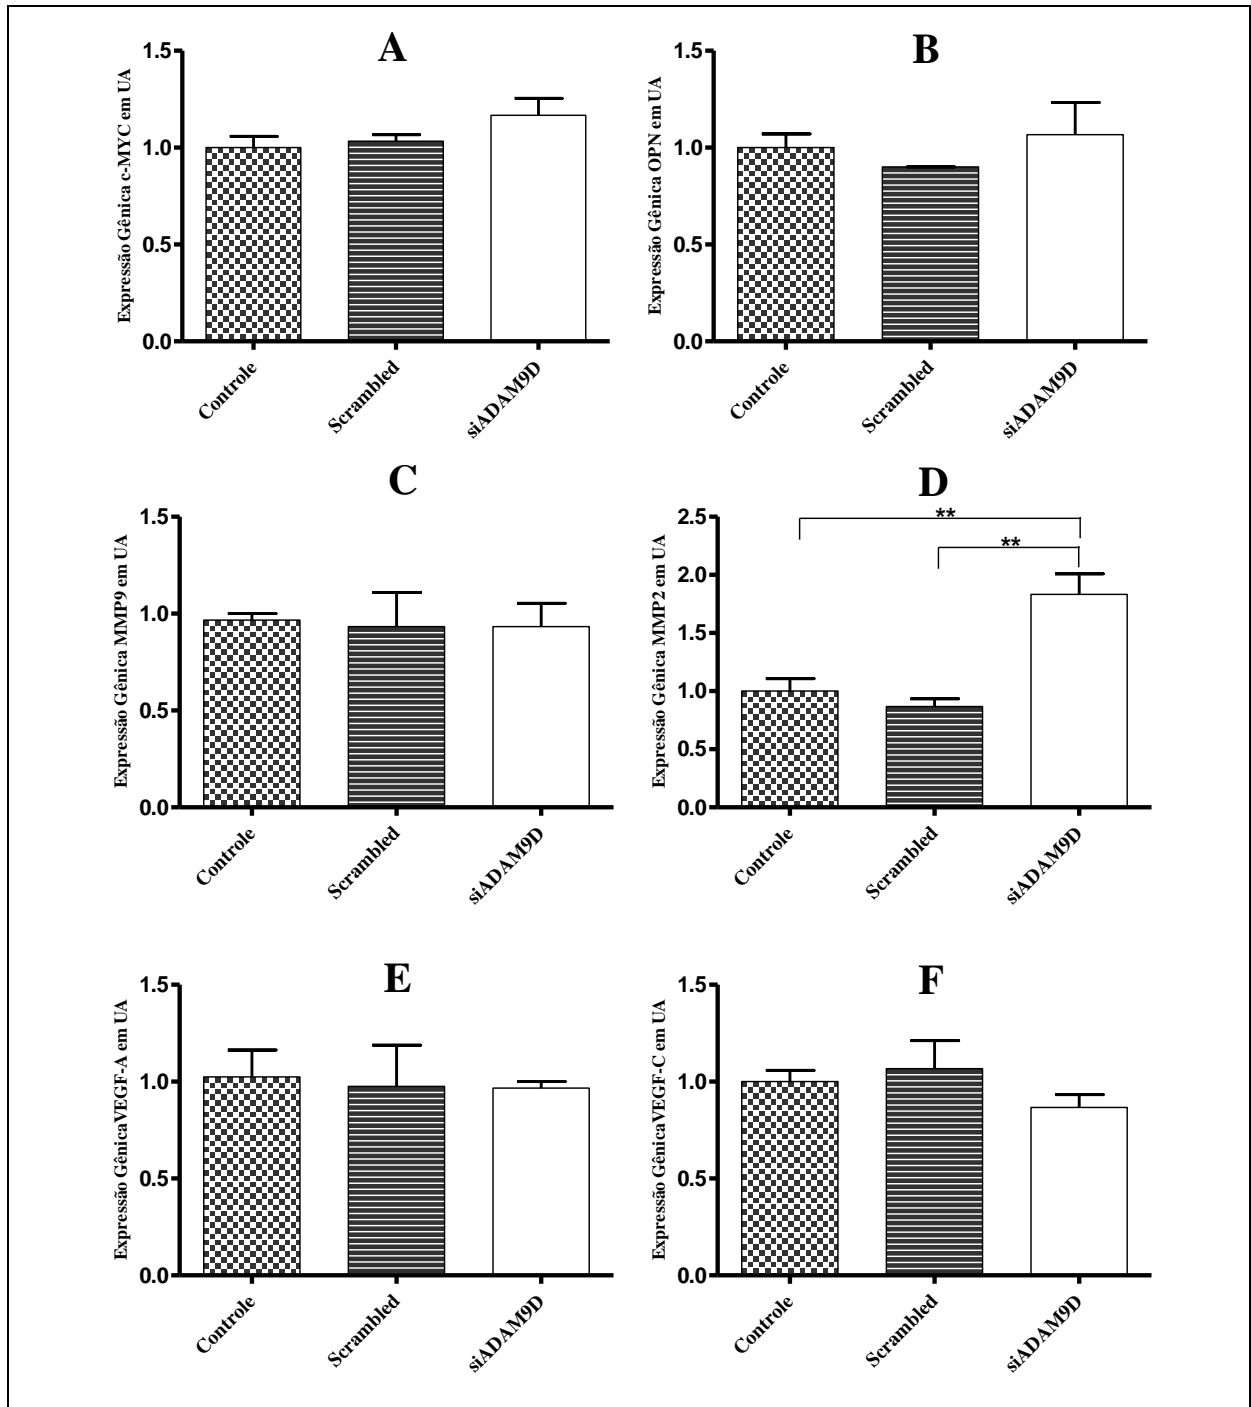 A
Expressão Gênica c-MYC em UA
1.5
1.0
0.5
0.0
Controle
Scrambled
siADAM9D
B
Expressão Gênica OPN em UA
1.5
1.0
0.5
0.0
Controle
Scrambled
siADAM9D
C
Expressão Gênica MMP9 em UA
1.5
1.0
0.5
0.0
Controle
Scrambled
siADAM9D
D
Expressão Gênica MMP2 em UA
2.5
2.0
1.5
1.0
0.5
0.0
**
**
Controle
Scrambled
siADAM9D
E
Expressão GênicaVEGF-A em UA
1.5
1.0
0.5
0.0
Controle
Scrambled
siADAM9D
F
Expressão GênicaVEGF-C em UA
1.5
1.0
0.5
0.0
Controle
Scrambled
siADAM9D